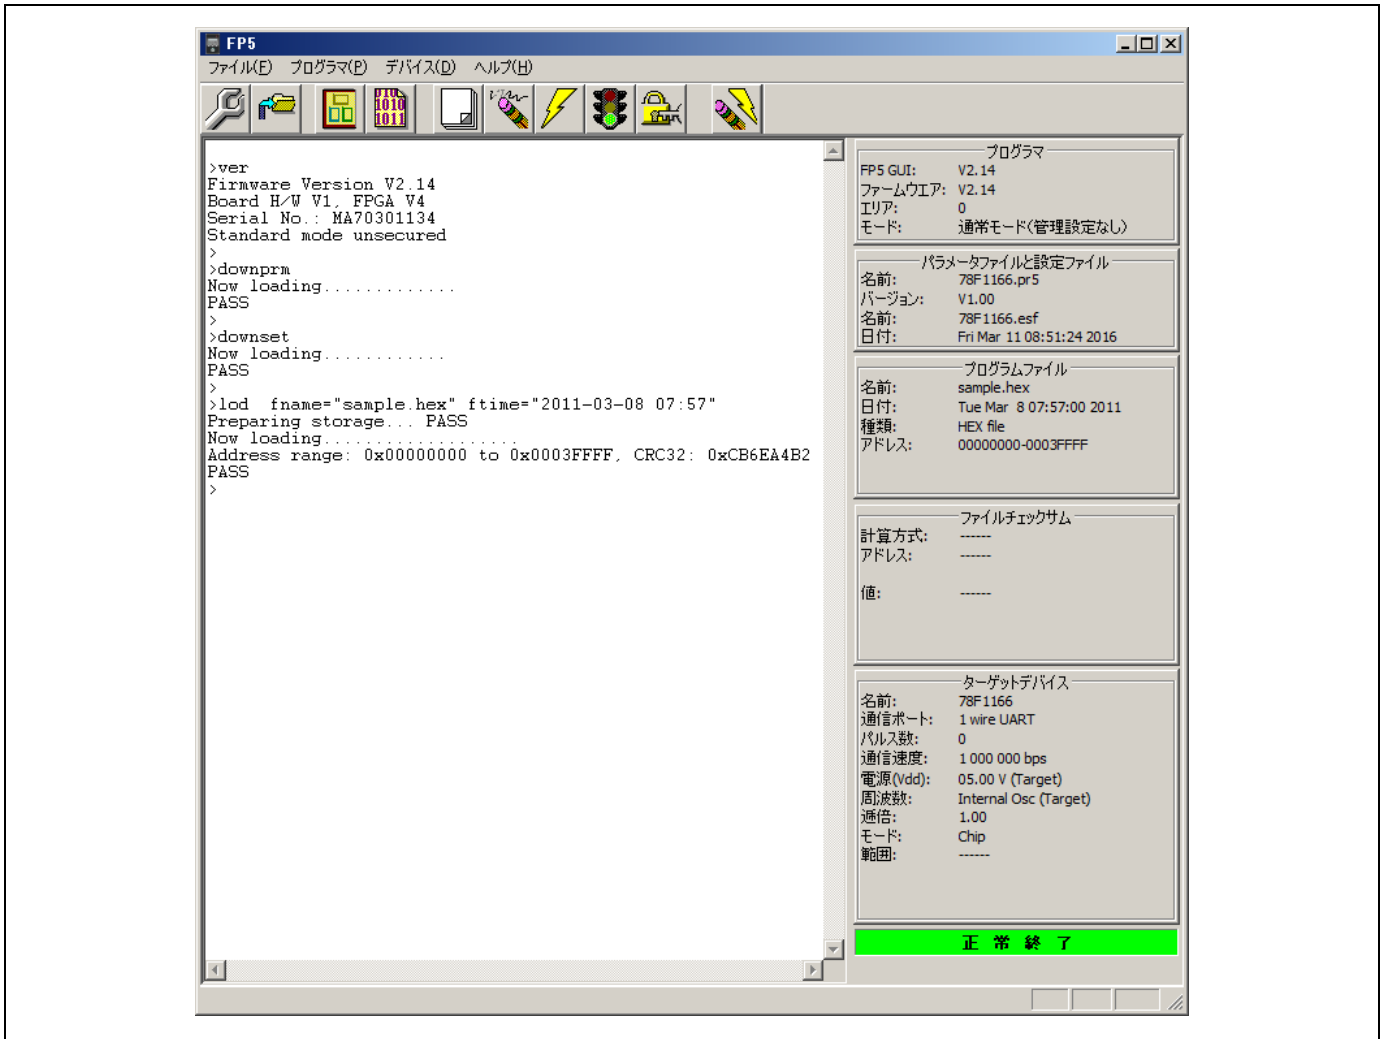 FP5
ファイル(F) プログラマ(P) デバイス(D) ヘルプ(H)
010
1010
1011
>ver
Firmware Version V2.14
Board H/W V1, FPGA V4
Serial No.: MA70301134
Standard mode unsecured
>
>downprm
Now loading.............
PASS
>
>downset
Now loading............
PASS
>
>lod  fname="sample.hex" ftime="2011-03-08 07:57"
Preparing storage... PASS
Now loading...................
Address range: 0x00000000 to 0x0003FFFF, CRC32: 0xCB6EA4B2
PASS
>
プログラマ
FP5 GUI: V2.14
ファームウエア: V2.14
エリア: 0
モード: 通常モード(管理設定なし)
パラメータファイルと設定ファイル
名前: 78F1166.pr5
バージョン: V1.00
名前: 78F1166.esf
日付: Fri Mar 11 08:51:24 2016
プログラムファイル
名前: sample.hex
日付: Tue Mar  8 07:57:00 2011
種類: HEX file
アドレス: 00000000-0003FFFF
ファイルチェックサム
計算方式: ------
アドレス: ------
値: ------
ターゲットデバイス
名前: 78F1166
通信ポート: 1 wire UART
パルス数: 0
通信速度: 1 000 000 bps
電源(Vdd): 05.00 V (Target)
周波数: Internal Osc (Target)
逓倍: 1.00
モード: Chip
範囲: ------
正 常 終 了